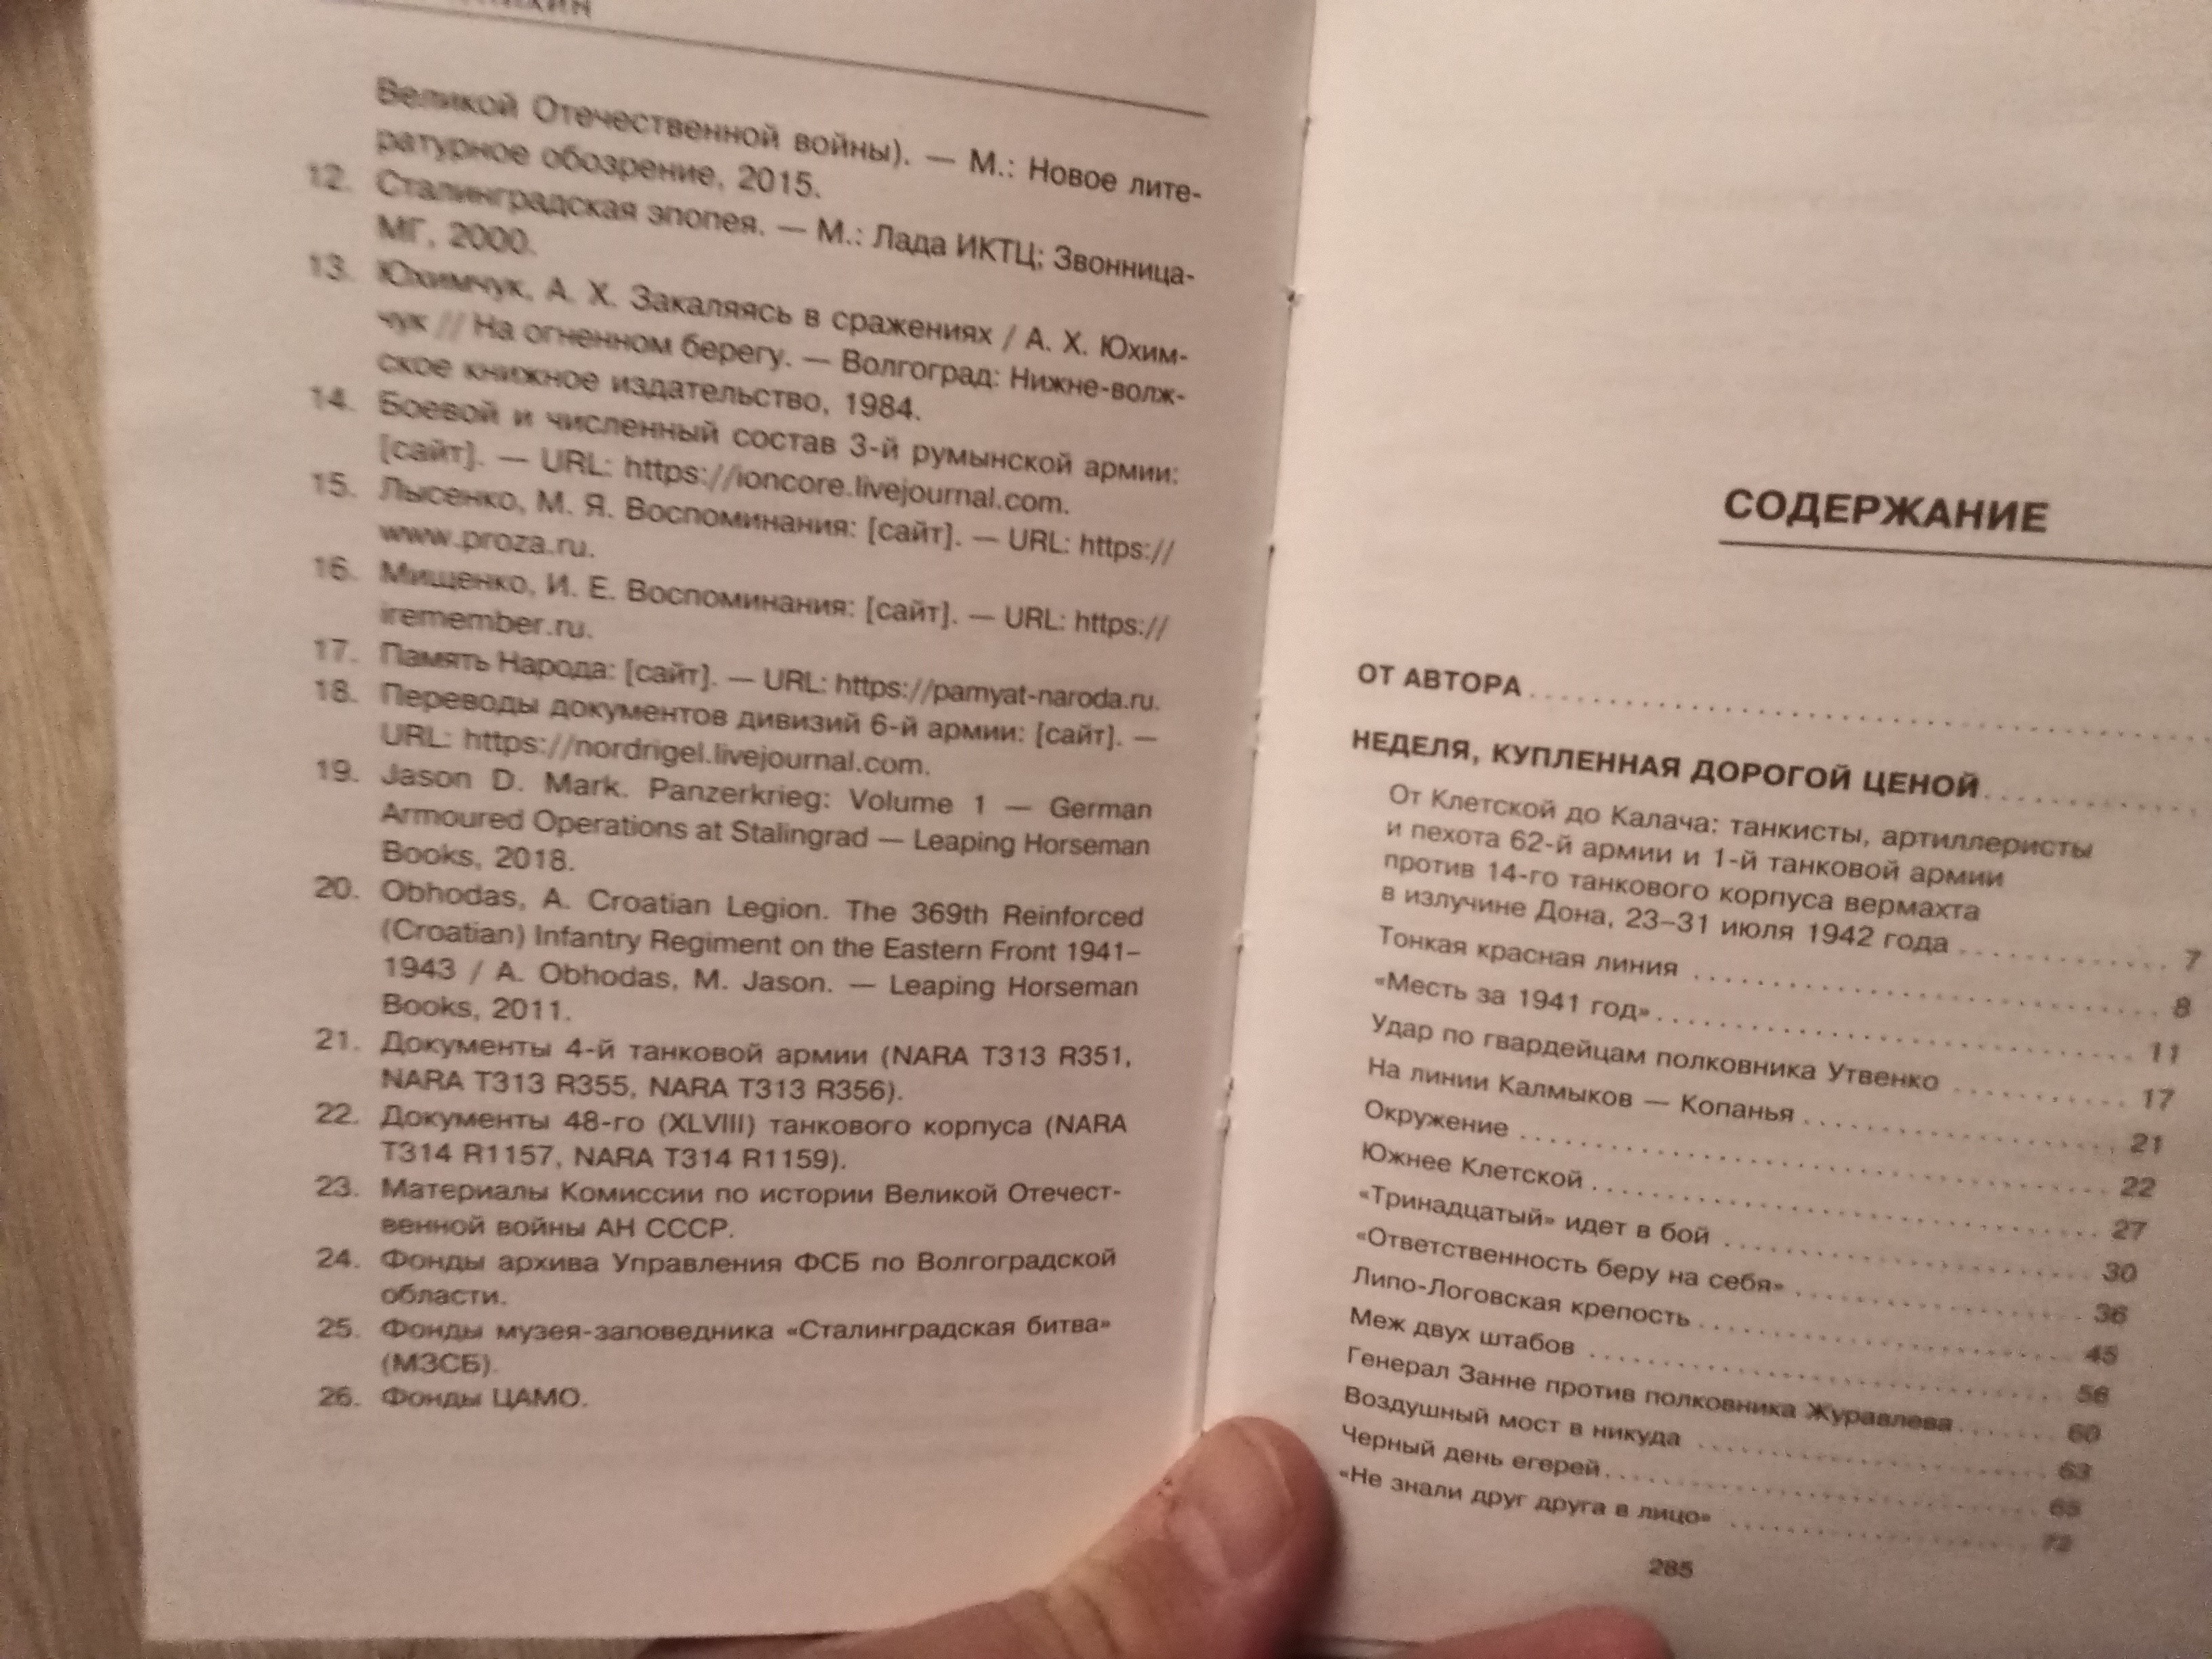 Великой Отечественной войны). — М.: Новое лите-
ратурное обозрение, 2015.
12. Сталинградская эпопея. — М.: Лада ИКТЦ; Звонница-
МГ, 2000.
13. Юхимчук, А. Х. Закаляясь в сражениях / А. Х. Юхим-
чук // На огненном берегу. — Волгоград: Нижне-волж-
ское книжное издательство, 1984.
14. Боевой и численный состав 3-й румынской армии:
[сайт]. — URL: https://ioncore.livejournal.com.
15. Лысенко, М. Я. Воспоминания: [сайт]. — URL: https://
www.proza.ru.
16. Мищенко, И. Е. Воспоминания: [сайт]. — URL: https://
iremember.ru.
17. Память Народа: [сайт]. — URL: https://pamyat-naroda.ru.
18. Переводы документов дивизий 6-й армии: [сайт]. —
URL: https://nordrigel.livejournal.com.
19. Jason D. Mark. Panzerkrieg: Volume 1 — German
Armoured Operations at Stalingrad — Leaping Horseman
Books, 2018.
20. Obhodas, A. Croatian Legion. The 369th Reinforced
(Croatian) Infantry Regiment on the Eastern Front 1941–
1943 / A. Obhodas, M. Jason. — Leaping Horseman
Books, 2011.
21. Документы 4-й танковой армии (NARA T313 R351,
NARA T313 R355, NARA T313 R356).
22. Документы 48-го (XLVIII) танкового корпуса (NARA
T314 R1157, NARA T314 R1159).
23. Материалы Комиссии по истории Великой Отечест-
венной войны АН СССР.
24. Фонды архива Управления ФСБ по Волгоградской
области.
25. Фонды музея-заповедника «Сталинградская битва»
(МЗСБ).
26. Фонды ЦАМО.
СОДЕРЖАНИЕ
ОТ АВТОРА
НЕДЕЛЯ, КУПЛЕННАЯ ДОРОГОЙ ЦЕНОЙ
От Клетской до Калача: танкисты, артиллеристы
и пехота 62-й армии и 1-й танковой армии
против 14-го танкового корпуса вермахта
в излучине Дона, 23–31 июля 1942 года 7
Тонкая красная линия 8
«Месть за 1941 год» 11
Удар по гвардейцам полковника Утвенко 17
На линии Калмыков — Копанья 21
Окружение 22
Южнее Клетской 27
«Тринадцатый» идет в бой 30
«Ответственность беру на себя» 36
Липо-Логовская крепость 45
Меж двух штабов 56
Генерал Занне против полковника Журавлева 60
Воздушный мост в никуда 63
Черный день егерей 65
«Не знали друг друга в лицо» 72
285